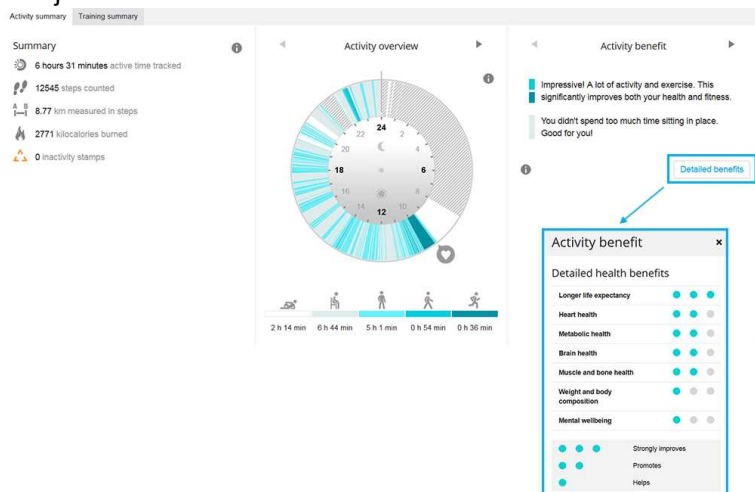 Activity summary Training summary
Summary
6 hours 31 minutes active time tracked
12545 steps counted
A B
8.77 km measured in steps
2771 kilocalories burned
0 inactivity stamps
Activity overview
24
2
4
6
8
10
12
14
16
18
20
22
2 h 14 min 6 h 44 min 5 h 1 min 0 h 54 min 0 h 36 min
Activity benefit
Impressive! A lot of activity and exercise. This
significantly improves both your health and fitness.
You didn't spend too much time sitting in place.
Good for you!
Detailed benefits
Activity benefit ×
Detailed health benefits
Longer life expectancy
Heart health
Metabolic health
Brain health
Muscle and bone health
Weight and body
composition
Mental wellbeing
Strongly improves
Promotes
Helps